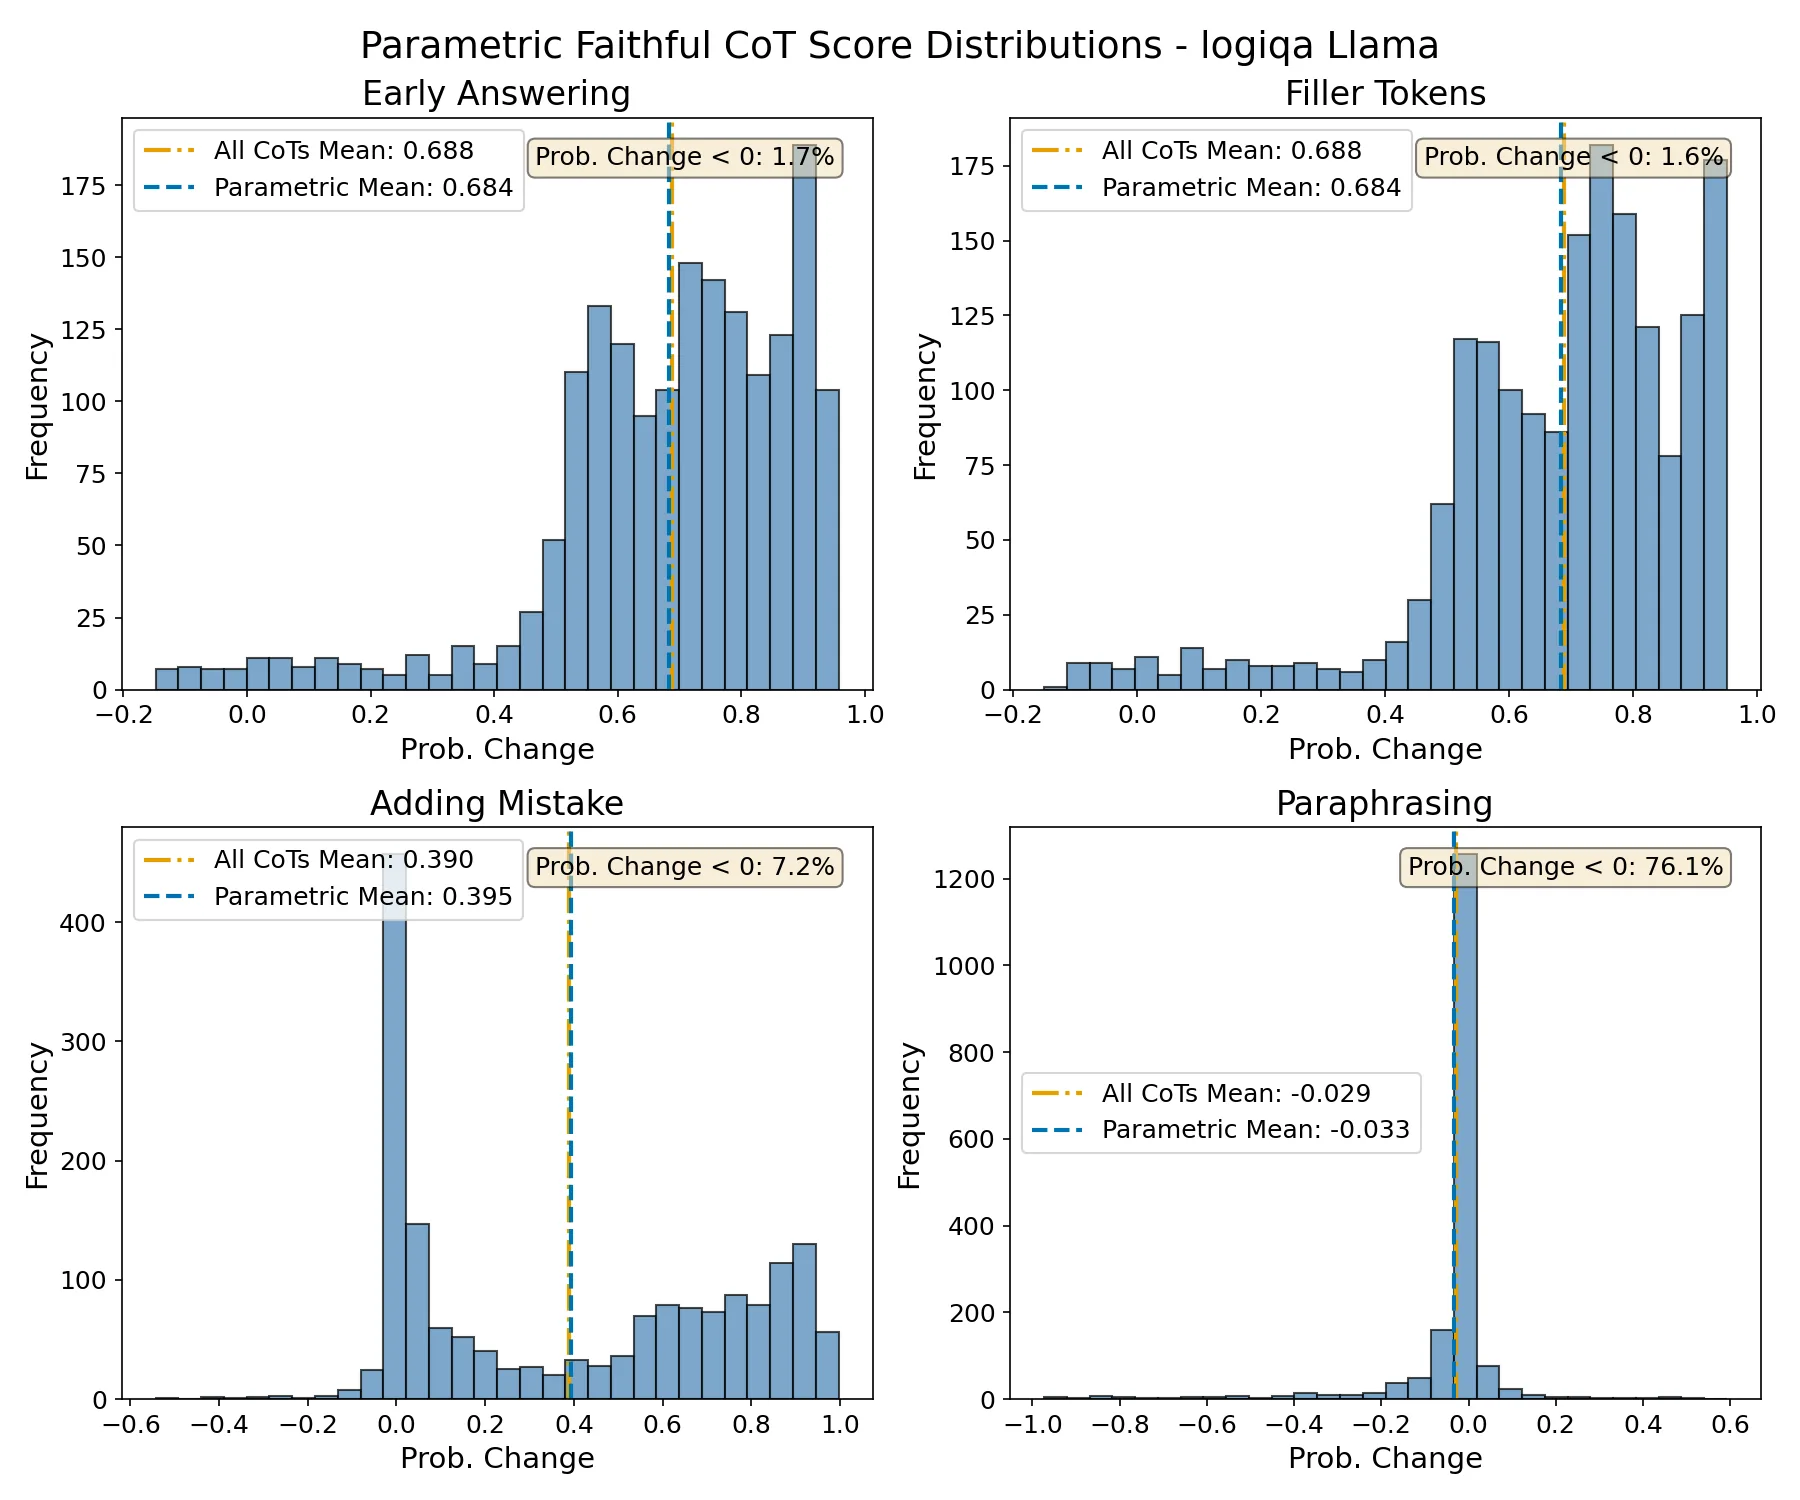 Parametric Faithful CoT Score Distributions - logiqa Llama
Early Answering
All CoTs Mean: 0.688
Parametric Mean: 0.684
Prob. Change < 0: 1.7%
Frequency
175
150
125
100
75
50
25
0
−0.2 0.0 0.2 0.4 0.6 0.8 1.0
Prob. Change
Filler Tokens
All CoTs Mean: 0.688
Parametric Mean: 0.684
Prob. Change < 0: 1.6%
Frequency
175
150
125
100
75
50
25
0
−0.2 0.0 0.2 0.4 0.6 0.8 1.0
Prob. Change
Adding Mistake
All CoTs Mean: 0.390
Parametric Mean: 0.395
Prob. Change < 0: 7.2%
Frequency
400
300
200
100
0
−0.6 −0.4 −0.2 0.0 0.2 0.4 0.6 0.8 1.0
Prob. Change
Paraphrasing
Prob. Change < 0: 76.1%
All CoTs Mean: -0.029
Parametric Mean: -0.033
Frequency
1200
1000
800
600
400
200
0
−1.0 −0.8 −0.6 −0.4 −0.2 0.0 0.2 0.4 0.6
Prob. Change